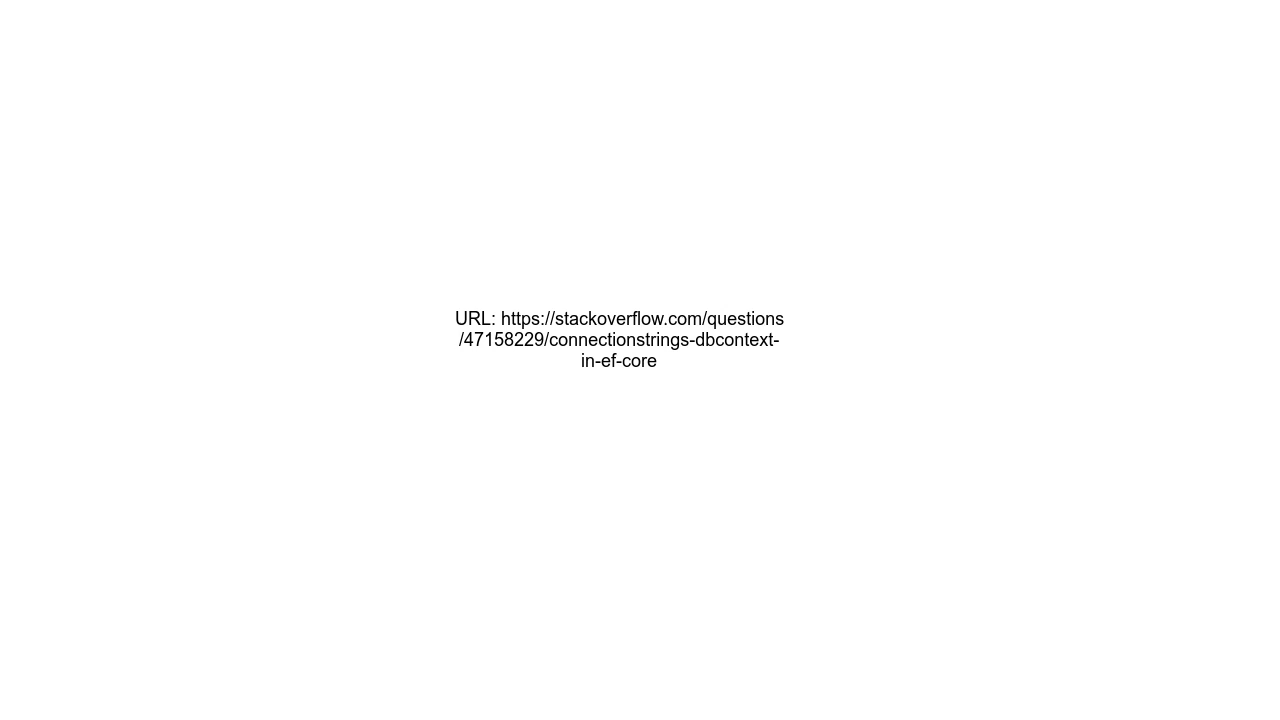 URL: https://stackoverflow.com/questions
/47158229/connectionstrings-dbcontext-
in-ef-core